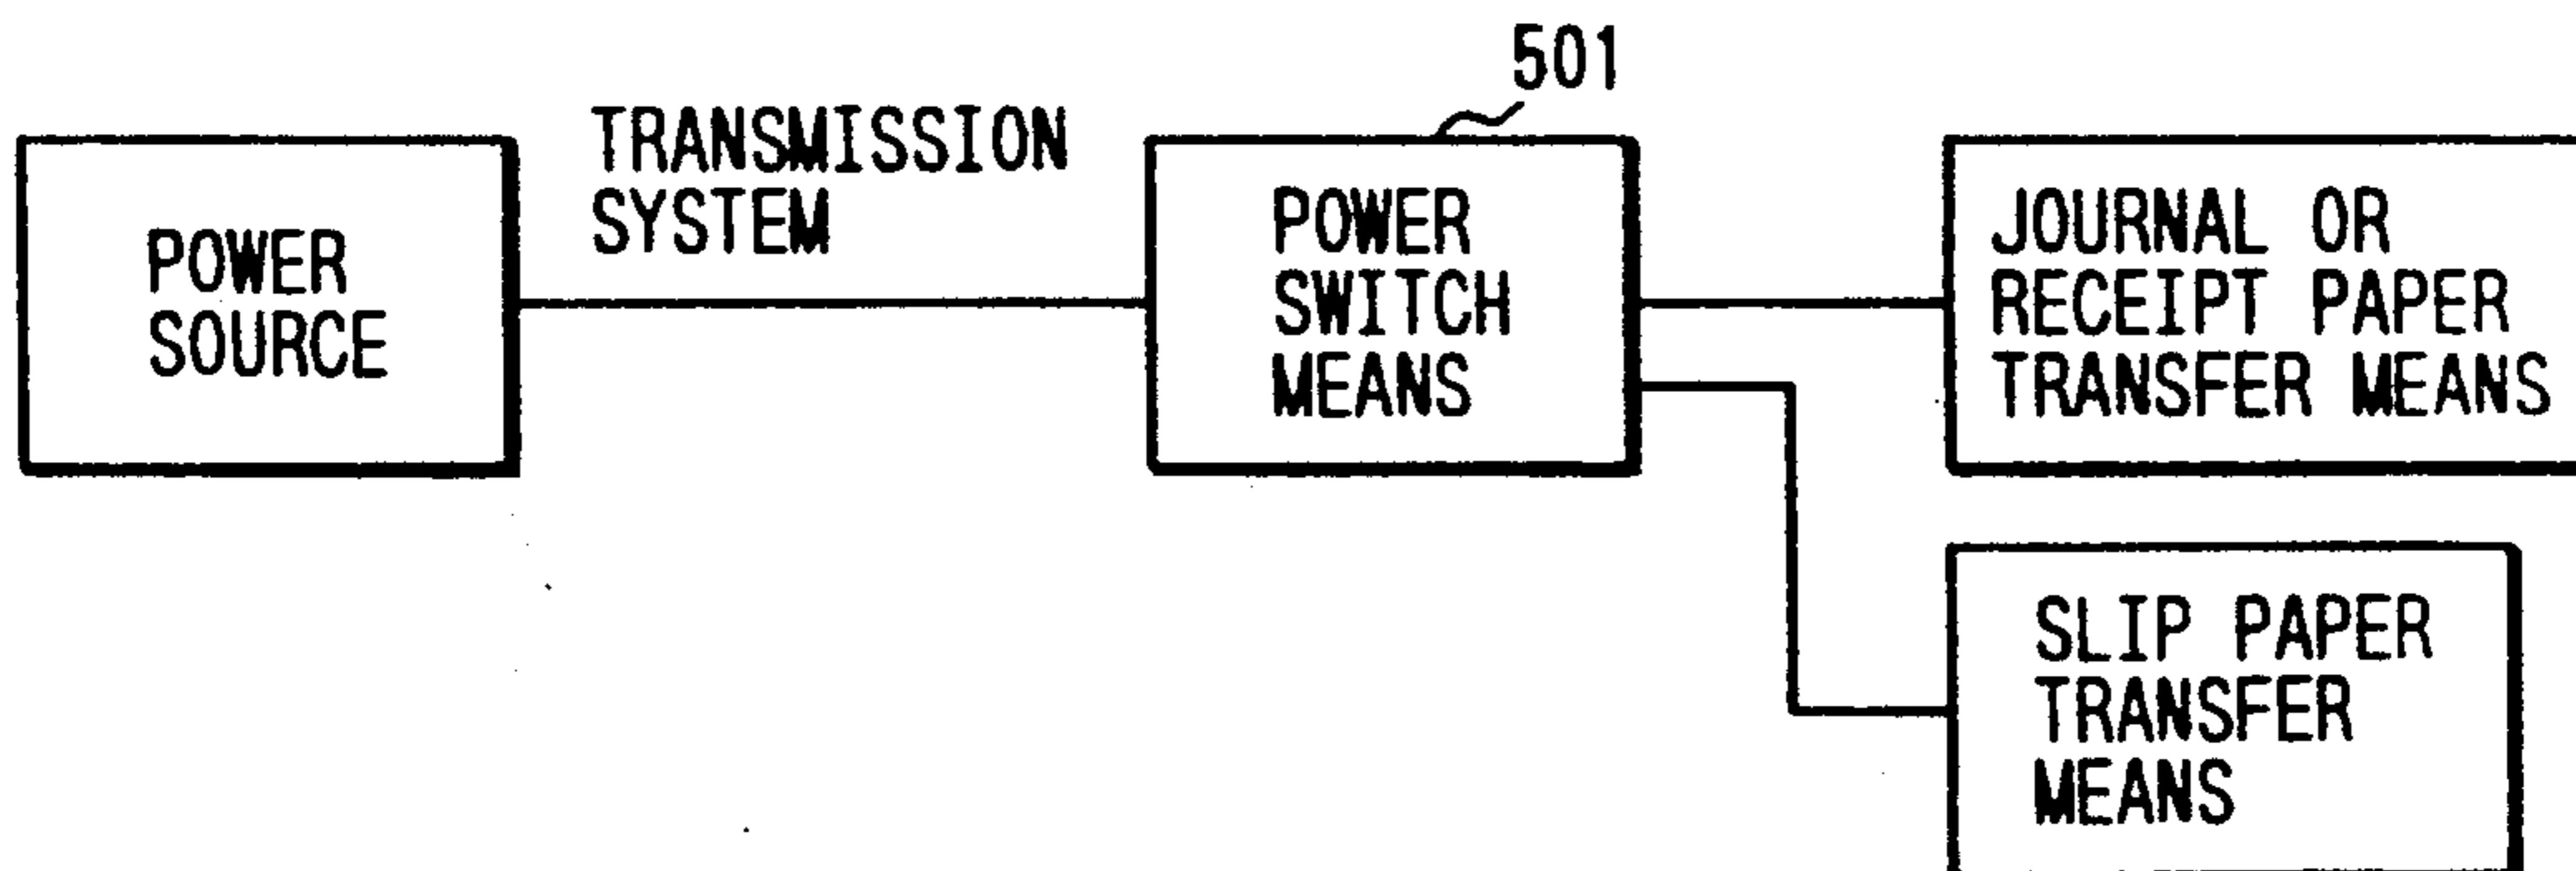 501
TRANSMISSION
SYSTEM
POWER
SOURCE
POWER
SWITCH
MEANS
JOURNAL OR
RECEIPT PAPER
TRANSFER MEANS
SLIP PAPER
TRANSFER
MEANS